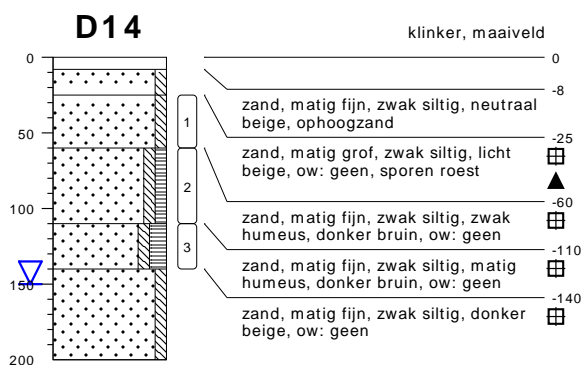 D14
klinker, maaiveld
0
0
-8
zand, matig fijn, zwak siltig, neutraal
beige, ophoogzand
1
50
-25
zand, matig grof, zwak siltig, licht
beige, ow: geen, sporen roest
2
-60
100
zand, matig fijn, zwak siltig, zwak
humeus, donker bruin, ow: geen
3
-110
zand, matig fijn, zwak siltig, matig
humeus, donker bruin, ow: geen
150
-140
zand, matig fijn, zwak siltig, donker
beige, ow: geen
200